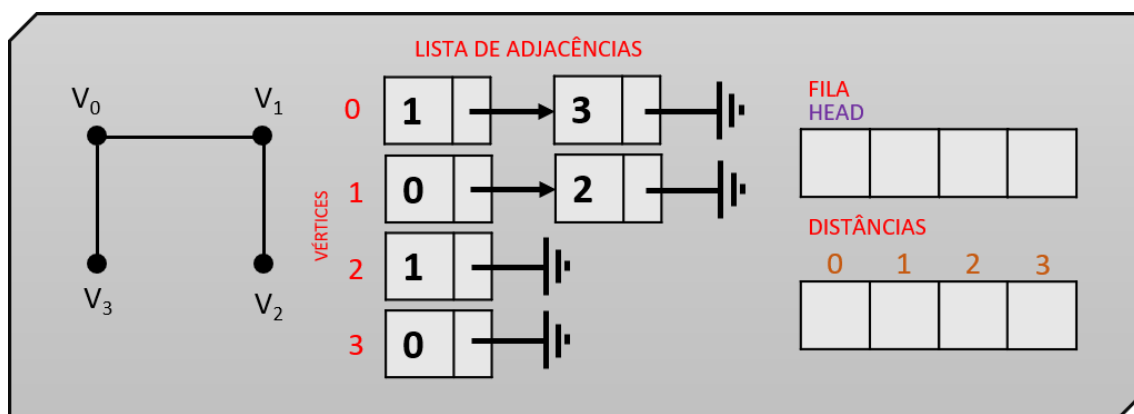 LISTA DE ADJACÊNCIAS
V0 V1
V3 V2
VÉRTICES
0 1 3
1 0 2
2 1
3 0
FILA
HEAD
DISTÂNCIAS
0 1 2 3